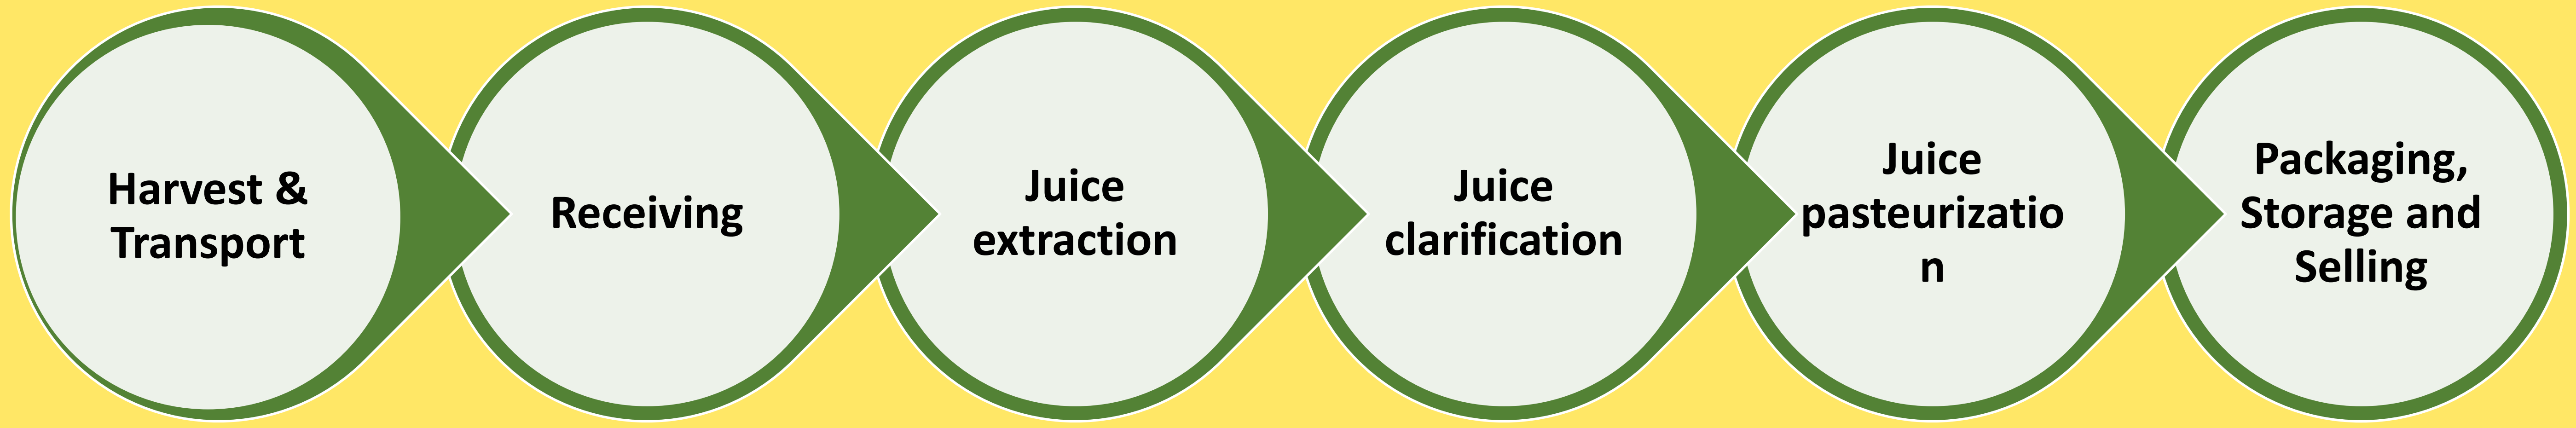 Harvest &
Transport
Receiving
Juice
extraction
Juice
clarification
Juice
pasteurizatio
n
Packaging,
Storage and
Selling